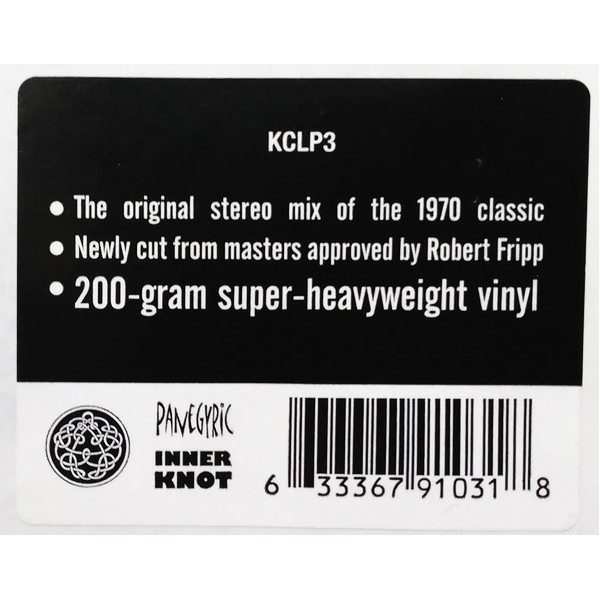 KCLP3
• The original stereo mix of the 1970 classic
• Newly cut from masters approved by Robert Fripp
• 200-gram super-heavyweight vinyl
PANEGYRIC
INNER
KNOT
6 33367 91031 8